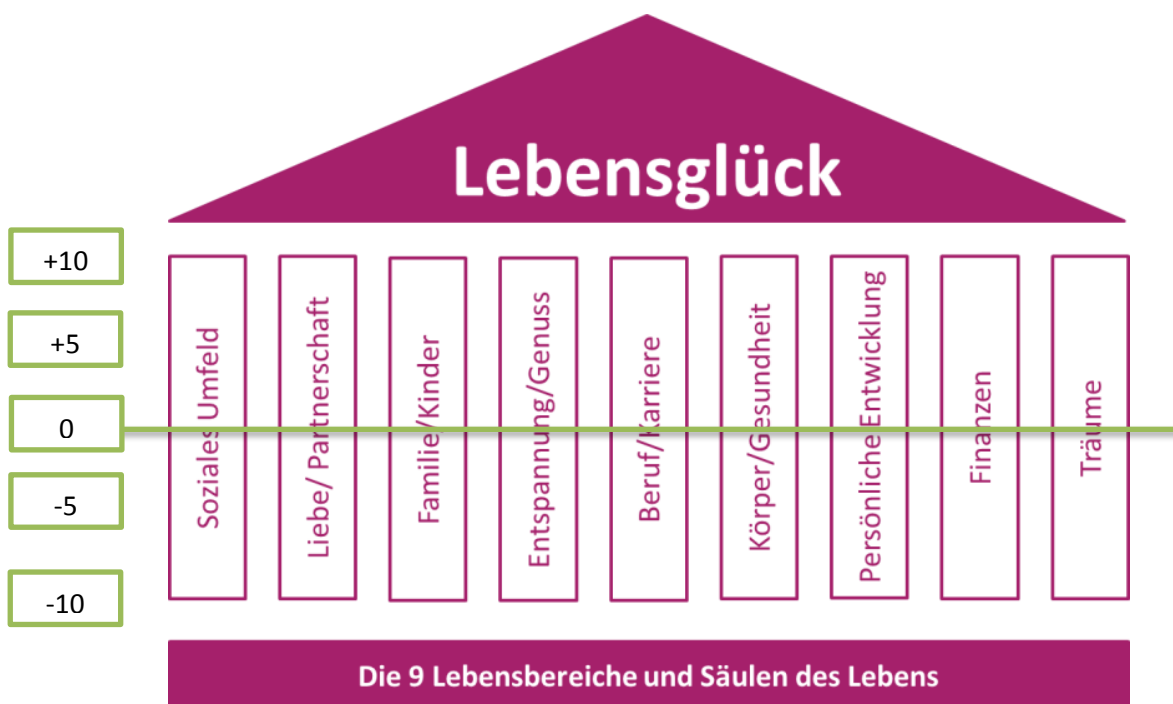 Lebensglück
+10
+5
0
-5
-10
Soziales Umfeld
Liebe/ Partnerschaft
Familie/Kinder
Entspannung/Genuss
Beruf/Karriere
Körper/Gesundheit
Persönliche Entwicklung
Finanzen
Träume
Die 9 Lebensbereiche und Säulen des Lebens